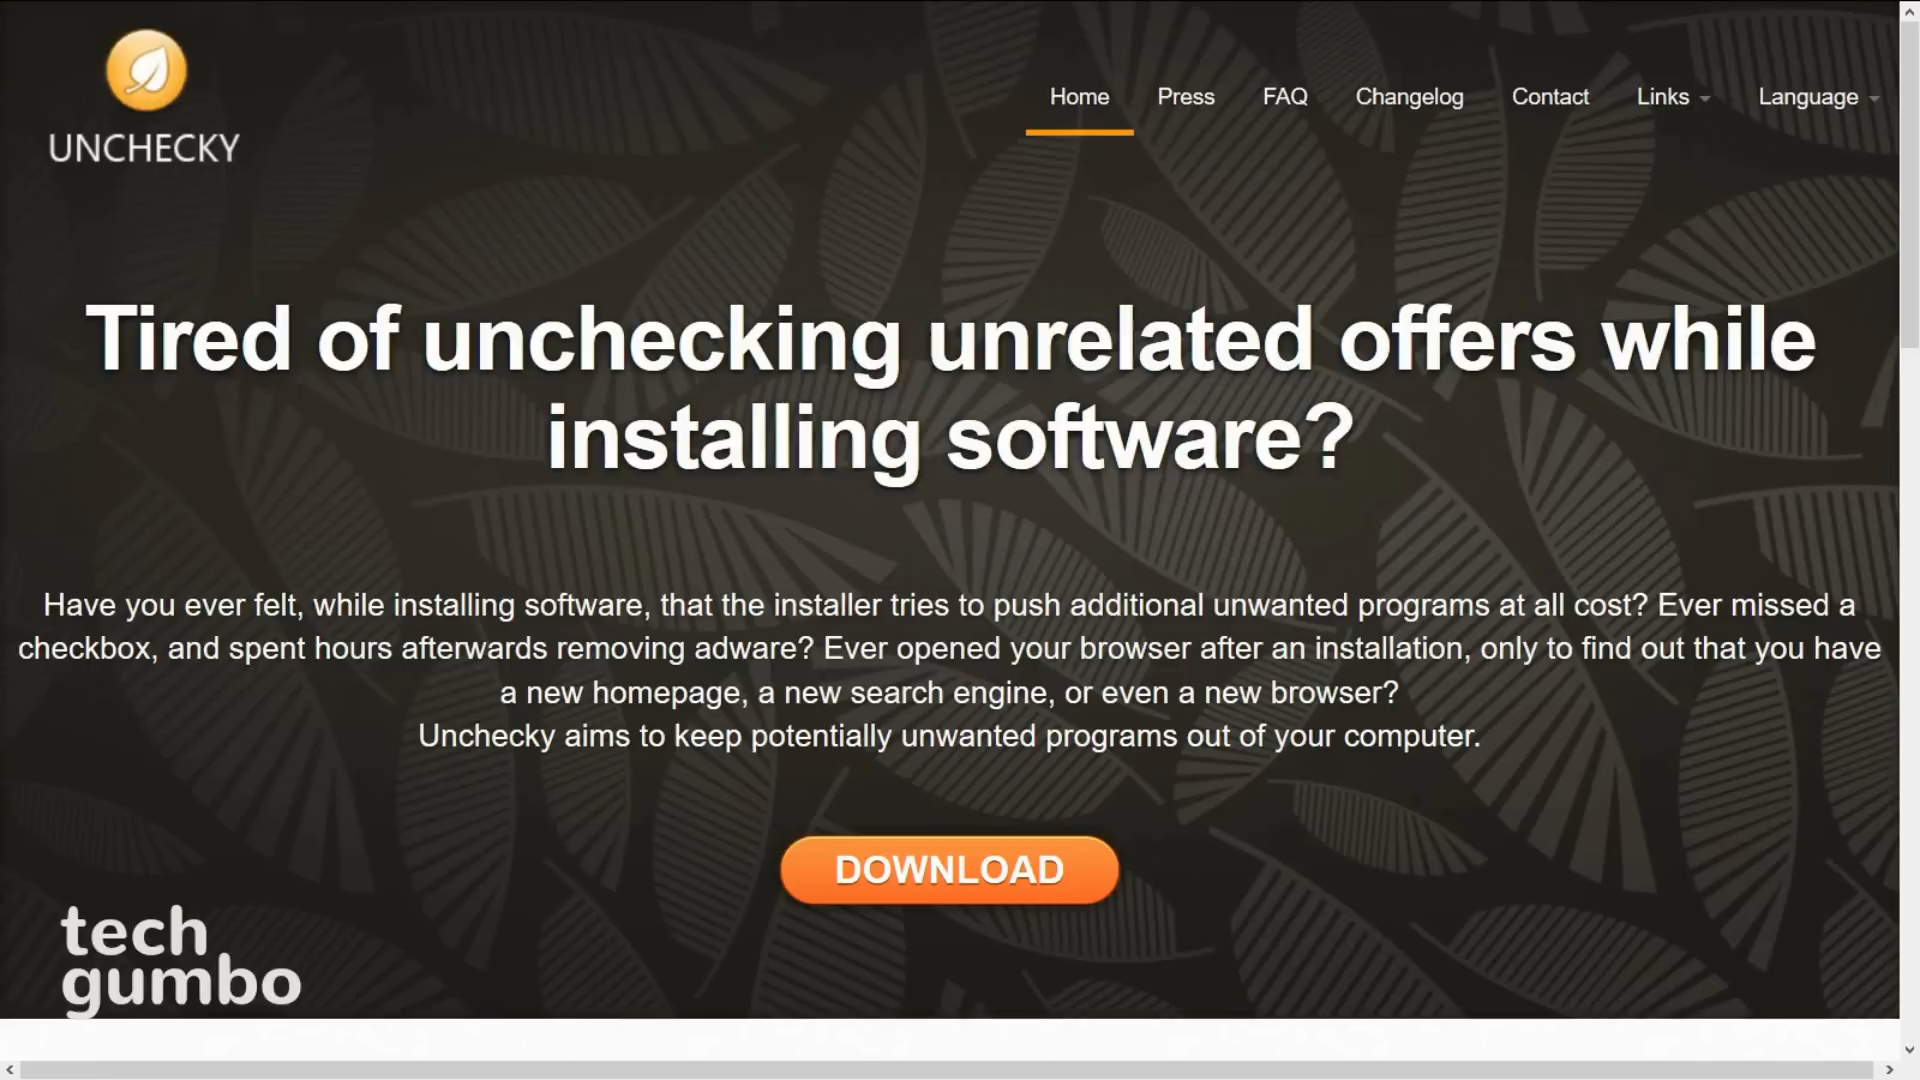 UNCHECKY
Home Press FAQ Changelog Contact Links Language
Tired of unchecking unrelated offers while
installing software?
Have you ever felt, while installing software, that the installer tries to push additional unwanted programs at all cost? Ever missed a
checkbox, and spent hours afterwards removing adware? Ever opened your browser after an installation, only to find out that you have
a new homepage, a new search engine, or even a new browser?
Unchecky aims to keep potentially unwanted programs out of your computer.
DOWNLOAD
tech
gumbo